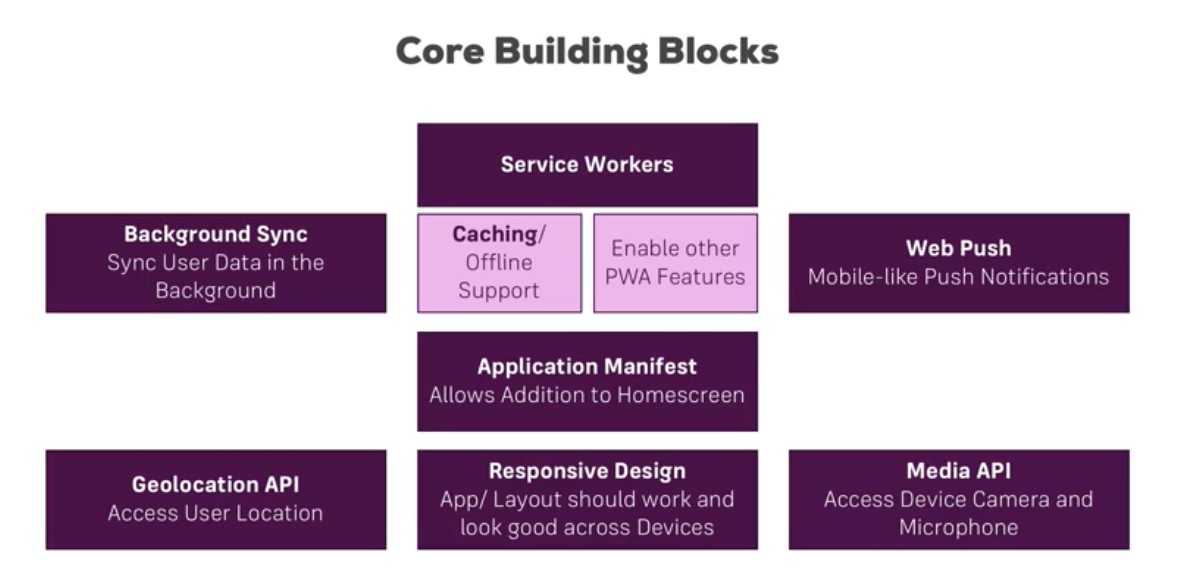 Core Building Blocks
Service Workers
Background Sync
Sync User Data in the
Background
Caching/
Offline
Support
Enable other
PWA Features
Web Push
Mobile-like Push Notifications
Application Manifest
Allows Addition to Homescreen
Geolocation API
Access User Location
Responsive Design
App/ Layout should work and
look good across Devices
Media API
Access Device Camera and
Microphone